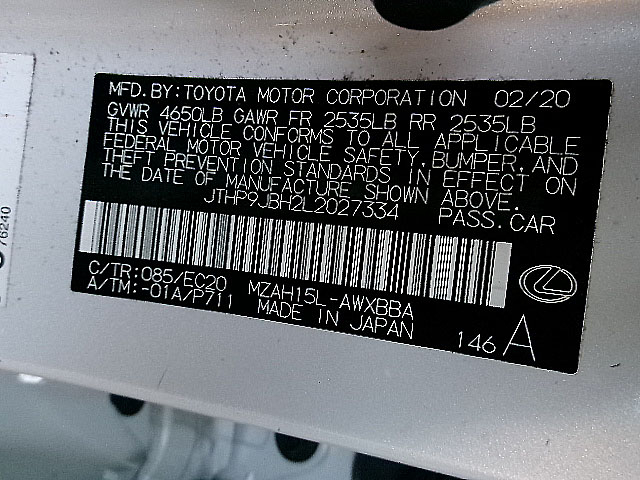 MFD.BY:TOYOTA MOTOR CORPORATION 02/20
GVWR 4650LB GAWR FR 2535LB RR 2535LB
THIS VEHICLE CONFORMS TO ALL APPLICABLE
FEDERAL MOTOR VEHICLE SAFETY,BUMPER,AND
THEFT PREVENTION STANDARDS IN EFFECT ON
THE DATE OF MANUFACTURE SHOWN ABOVE.
JTHP9JBH2L2027334 PASS.CAR
C/TR:085/EC20 MZAH15L-AWXBBA
A/TM:-01A/P711 MADE IN JAPAN
146 A
76240